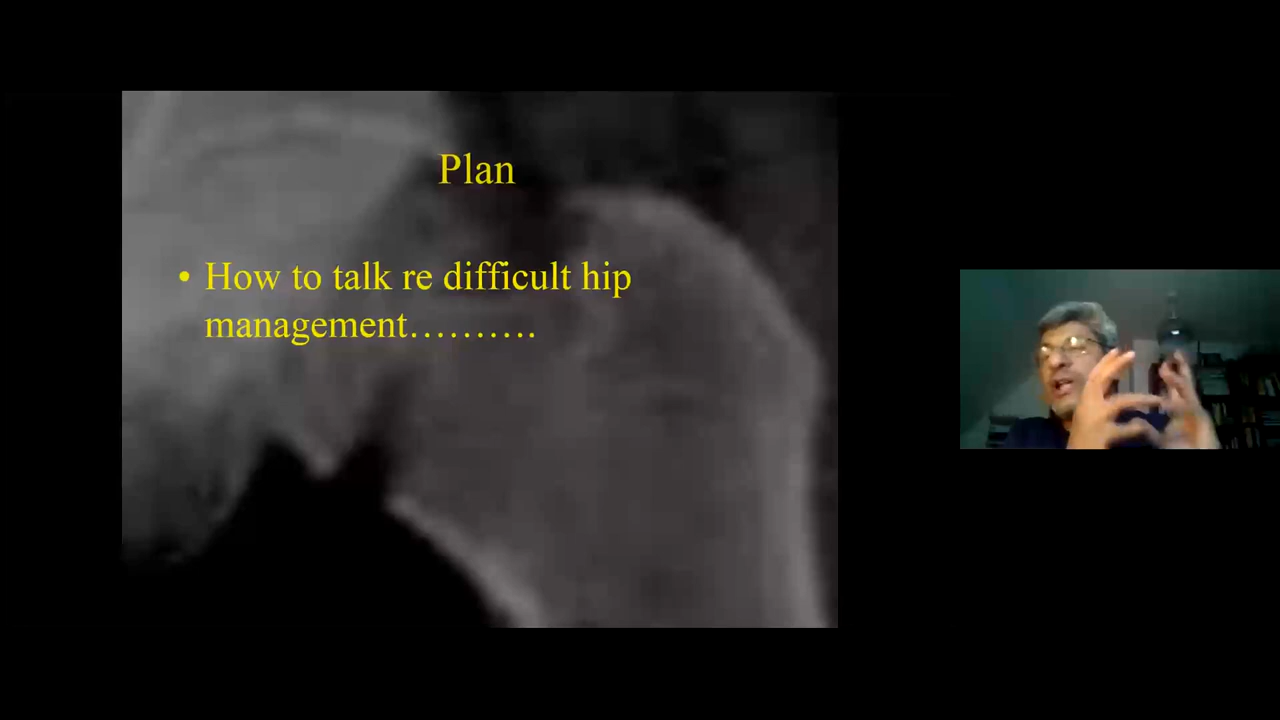 Plan
• How to talk re difficult hip
management……….